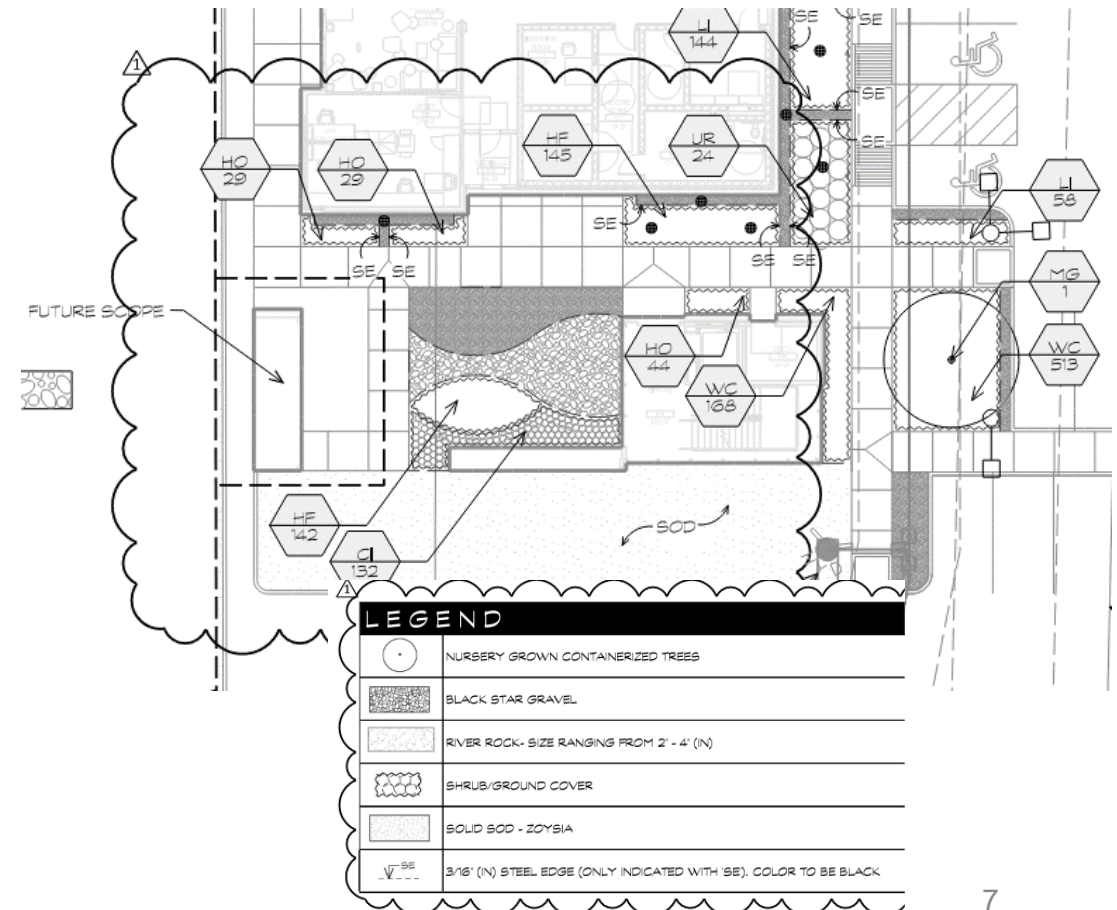 SE
SE
LI
144
1
SE
SE
HO
29
HO
29
HF
145
UR
24
LI
58
SE
SE
SE
SE
SE
MG
1
FUTURE SCOPE
HO
44
WC
168
WC
513
HF
142
SOD
CI
132
1
LEGEND
NURSERY GROWN CONTAINERIZED TREES
BLACK STAR GRAVEL
RIVER ROCK- SIZE RANGING FROM 2" - 4" (IN)
SHRUB/GROUND COVER
SOLID SOD - ZOYSIA
SE
3/16" (IN) STEEL EDGE (ONLY INDICATED WITH 'SE'). COLOR TO BE BLACK
7